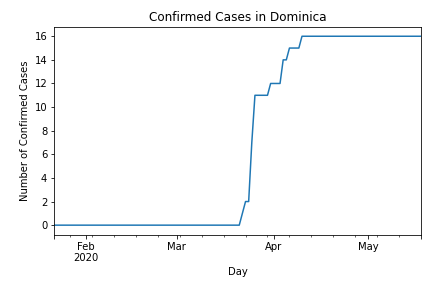 Confirmed Cases in Dominica
Number of Confirmed Cases
16
14
12
10
8
6
4
2
0
Feb
2020
Mar
Apr
May
Day